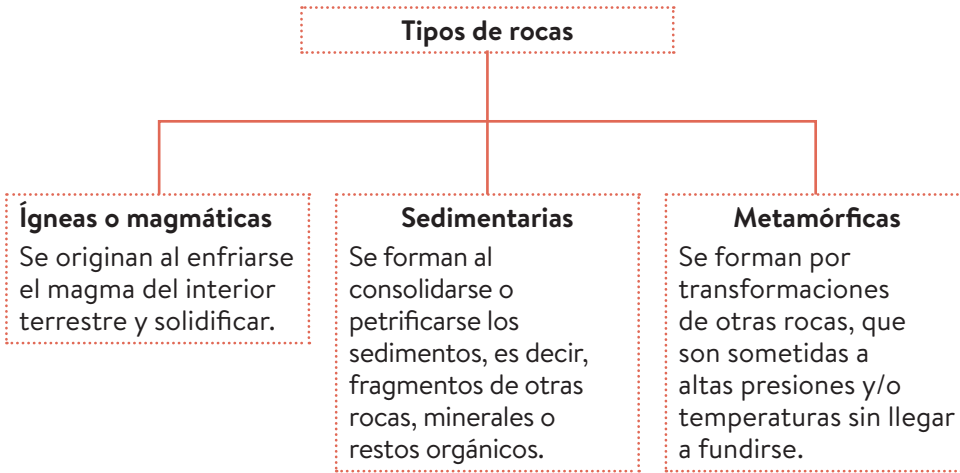 Tipos de rocas
Ígneas o magmáticas
Se originan al enfriarse
el magma del interior
terrestre y solidificar.
Sedimentarias
Se forman al
consolidarse o
petrificarse los
sedimentos, es decir,
fragmentos de otras
rocas, minerales o
restos orgánicos.
Metamórficas
Se forman por
transformaciones
de otras rocas, que
son sometidas a
altas presiones y/o
temperaturas sin llegar
a fundirse.